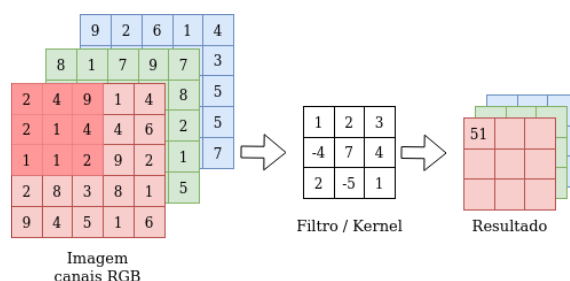 9 2 6 1 4
3
5
5
7
8 1 7 9 7
8
2
1
5
2 4 9 1 4
2 1 4 4 6
1 1 2 9 2
2 8 3 8 1
9 4 5 1 6
Imagem
canais RGB
1 2 3
-4 7 4
2 -5 1
Filtro / Kernel
51
Resultado